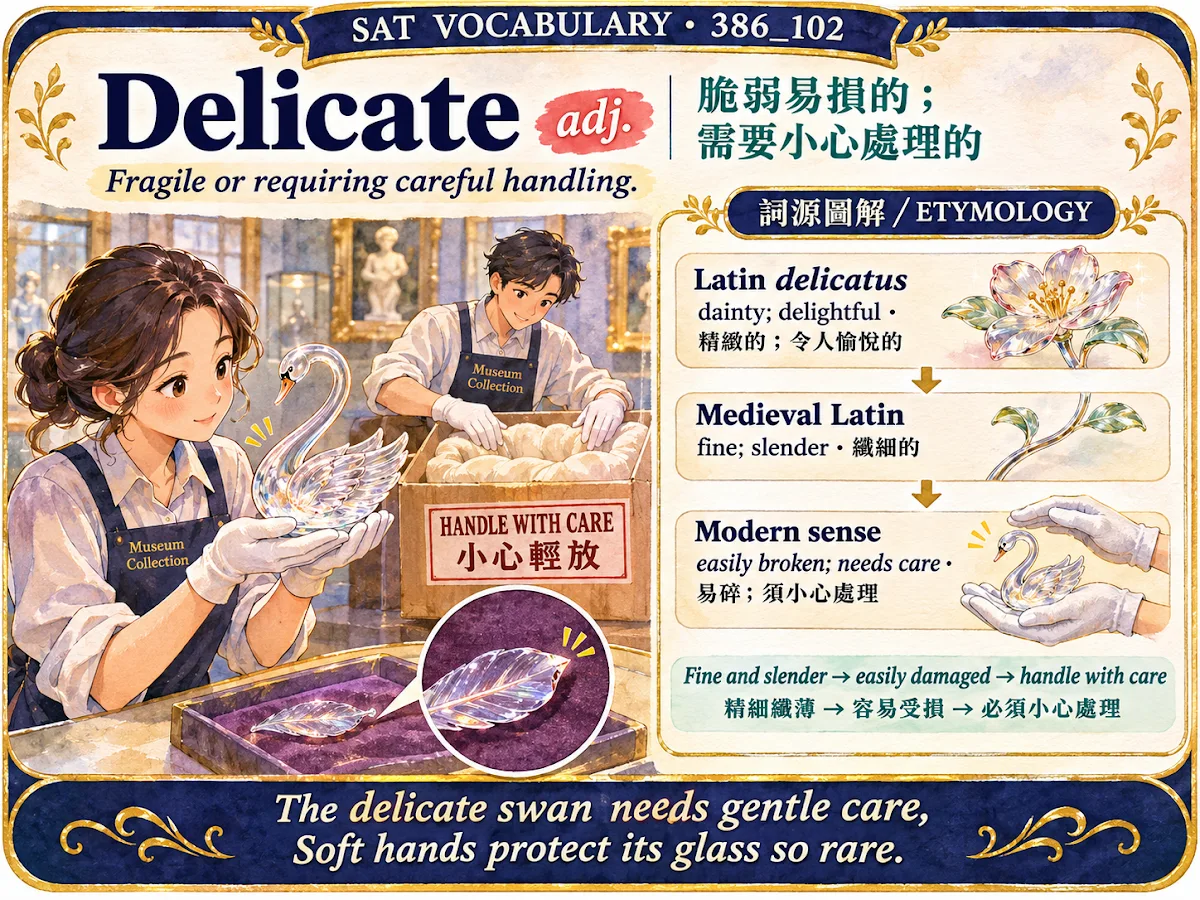 SAT VOCABULARY • 386_102
Delicate adj.
Fragile or requiring careful handling.
脆弱易損的；
需要小心處理的
Museum
Collection
Museum
Collection
HANDLE WITH CARE
小心輕放
詞源圖解 / ETYMOLOGY
Latin delicatus
dainty; delightful •
精緻的；令人愉悅的
Medieval Latin
fine; slender • 纖細的
Modern sense
easily broken; needs care •
易碎；須小心處理
Fine and slender → easily damaged → handle with care
精細纖薄 → 容易受損 → 必須小心處理
The delicate swan needs gentle care,
Soft hands protect its glass so rare.